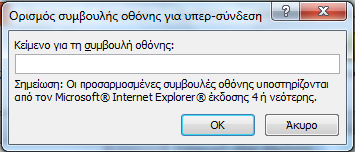 Ορισμός συμβουλής οθόνης για υπερ-σύνδεση
Κείμενο για τη συμβουλή οθόνης:
Σημείωση: Οι προσαρμοσμένες συμβουλές οθόνης υποστηρίζονται
από τον Microsoft® Internet Explorer® έκδοσης 4 ή νεότερης.
OK Άκυρο